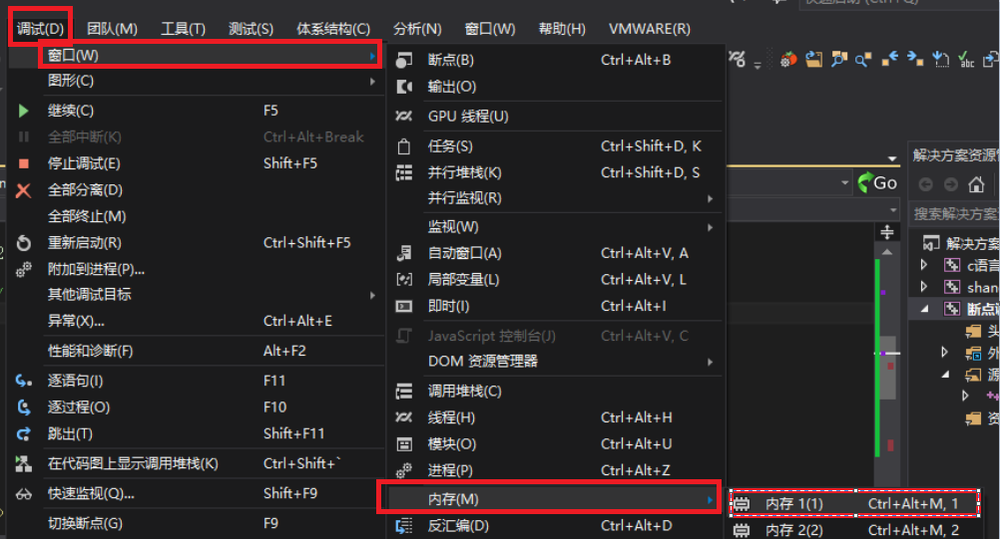 快速启动 (Ctrl+Q)
调试(D) 团队(M) 工具(T) 测试(S) 体系结构(C) 分析(N) 窗口(W) 帮助(H) VMWARE(R)
窗口(W)
图形(C)
继续(C) F5
全部中断(K) Ctrl+Alt+Break
停止调试(E) Shift+F5
全部分离(D)
全部终止(M)
重新启动(R) Ctrl+Shift+F5
附加到进程(P)...
其他调试目标
异常(X)... Ctrl+Alt+E
性能和诊断(F) Alt+F2
逐语句(I) F11
逐过程(O) F10
跳出(T) Shift+F11
在代码图上显示调用堆栈(K) Ctrl+Shift+`
快速监视(Q)... Shift+F9
切换断点(G) F9
断点(B) Ctrl+Alt+B
输出(O)
GPU 线程(U)
任务(S) Ctrl+Shift+D, K
并行堆栈(K) Ctrl+Shift+D, S
并行监视(R)
监视(W)
自动窗口(A) Ctrl+Alt+V, A
局部变量(L) Ctrl+Alt+V, L
即时(I) Ctrl+Alt+I
JavaScript 控制台(J) Ctrl+Alt+V, C
DOM 资源管理器
调用堆栈(C)
线程(H) Ctrl+Alt+H
模块(O) Ctrl+Alt+U
进程(P) Ctrl+Alt+Z
内存(M)
反汇编(D) Ctrl+Alt+D
内存 1(1) Ctrl+Alt+M, 1
内存 2(2) Ctrl+Alt+M, 2
abc
Go
解决方案资源
搜索解决方案
解决方案
c语言
shan
断点
头
外
源
资